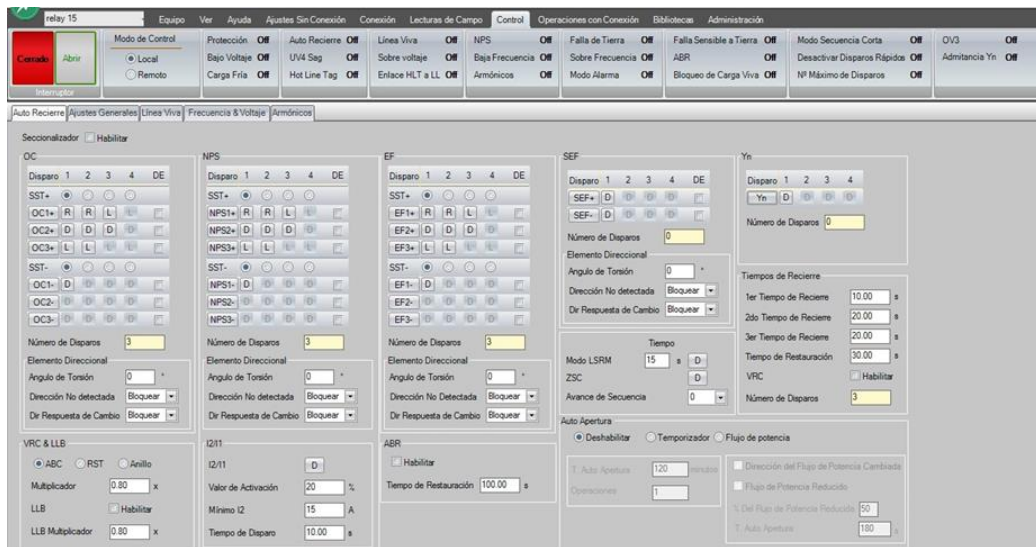 relay 15 Equipo Ver Ayuda Ajustes Sin Conexión Conexión Lecturas de Campo Control Operaciones con Conexión Bibliotecas Administración
Cerrado Abrir
Interruptor
Modo de Control
Local
Remoto
Protección Off Auto Recierre Off Línea Viva Off NPS Off Falla de Tierra Off Falla Sensible a Tierra Off Modo Secuencia Corta Off OV3 Off
Bajo Voltaje Off UV4 Sag Off Sobre voltaje Off Baja Frecuencia Off Sobre Frecuencia Off ABR Off Desactivar Disparos Rápidos Off Admitancia Yn Off
Carga Fría Off Hot Line Tag Off Enlace HLT a LL Off Armónicos Off Modo Alarma Off Bloqueo de Carga Viva Off Nº Máximo de Disparos Off
Auto Recierre Ajustes Generales Línea Viva Frecuencia & Voltaje Armónicos
Seccionalizador Habilitar
OC
Disparo 1 2 3 4 DE
SST+
OC1+ R R L L
OC2+ D D D D
OC3+ L L L L
SST-
OC1- D D D D
OC2- D D D D
OC3- D D D D
Número de Disparos 3
Elemento Direccional
Angulo de Torsión 0 °
Dirección No detectada Bloquear
Dir Respuesta de Cambio Bloquear
NPS
Disparo 1 2 3 4 DE
SST+
NPS1+ R R L L
NPS2+ D D D D
NPS3+ L L L L
SST-
NPS1- D D D D
NPS2- D D D D
NPS3- D D D D
Número de Disparos 3
Elemento Direccional
Angulo de Torsión 0 °
Dirección No detectada Bloquear
Dir Respuesta de Cambio Bloquear
EF
Disparo 1 2 3 4 DE
SST+
EF1+ R R L L
EF2+ D D D D
EF3+ L L L L
SST-
EF1- D D D D
EF2- D D D D
EF3- D D D D
Número de Disparos 3
Elemento Direccional
Angulo de Torsión 0 °
Dirección No detectada Bloquear
Dir Respuesta de Cambio Bloquear
SEF
Disparo 1 2 3 4 DE
SEF+ D D D D
SEF- D D D D
Número de Disparos 0
Elemento Direccional
Angulo de Torsión 0 °
Dirección No detectada Bloquear
Dir Respuesta de Cambio Bloquear
Tiempo
Modo LSRM 15 s D
ZSC D
Avance de Secuencia 0
Yn
Disparo 1 2 3 4
Yn D D D D
Número de Disparos 0
Tiempos de Recierre
1er Tiempo de Recierre 10.00 s
2do Tiempo de Recierre 20.00 s
3er Tiempo de Recierre 20.00 s
Tiempo de Restauración 30.00 s
VRC Habilitar
Número de Disparos 3
VRC & LLB
ABC RST Anillo
Multiplicador 0.80 x
LLB Habilitar
LLB Multiplicador 0.80 x
I2/I1
I2/I1 D
Valor de Activación 20 %
Mínimo I2 15 A
Tiempo de Disparo 10.00 s
ABR
Habilitar
Tiempo de Restauración 100.00 s
Auto Apertura
Deshabilitar Temporizador Flujo de potencia
T. Auto Apertura 120 minutos
Operaciones 1
Dirección del Flujo de Potencia Cambiada
Flujo de Potencia Reducido
% Del Flujo de Potencia Reducida 50
T. Auto Apertura 180 s